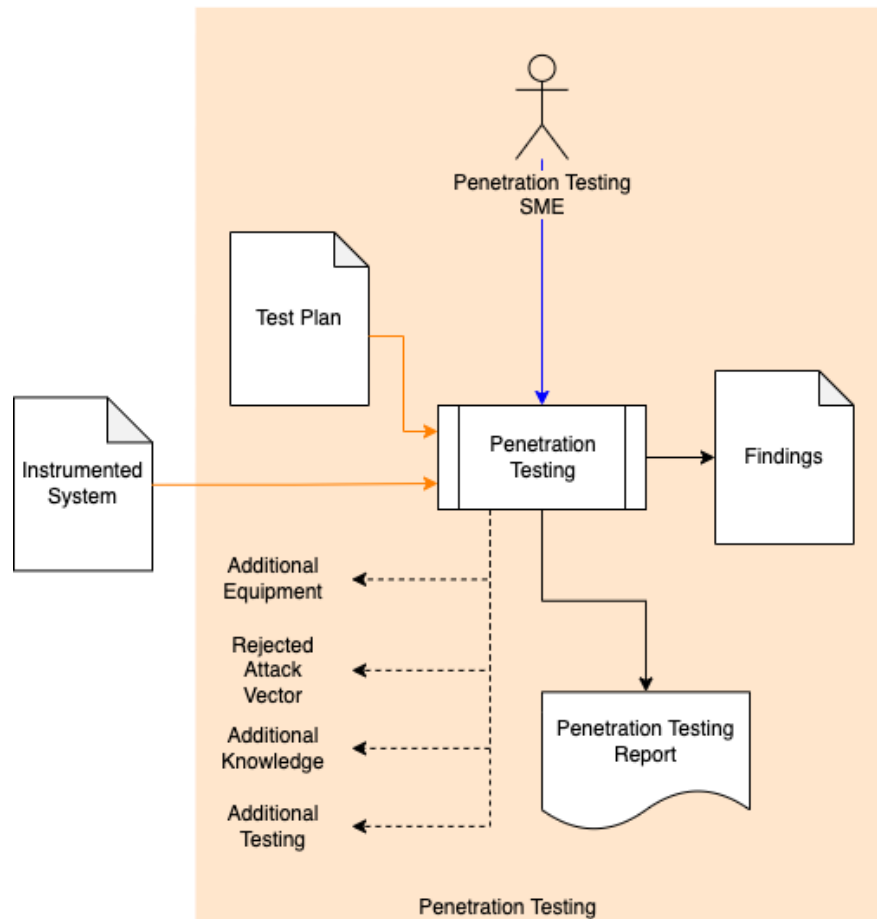 Penetration Testing
SME
Test Plan
Instrumented
System
Penetration
Testing
Findings
Additional
Equipment
Rejected
Attack
Vector
Additional
Knowledge
Additional
Testing
Penetration Testing
Report
Penetration Testing